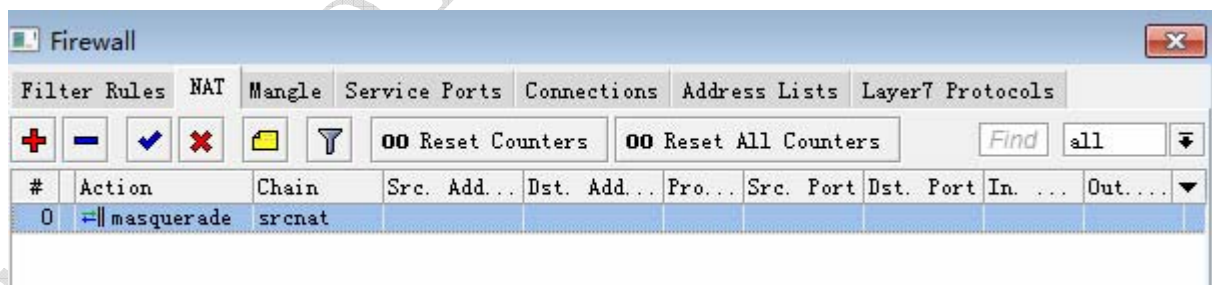 Firewall
Filter Rules NAT Mangle Service Ports Connections Address Lists Layer7 Protocols
00 Reset Counters 00 Reset All Counters Find all
# Action Chain Src. Add... Dst. Add... Pro... Src. Port Dst. Port In. ... Out....
0 masquerade srcnat